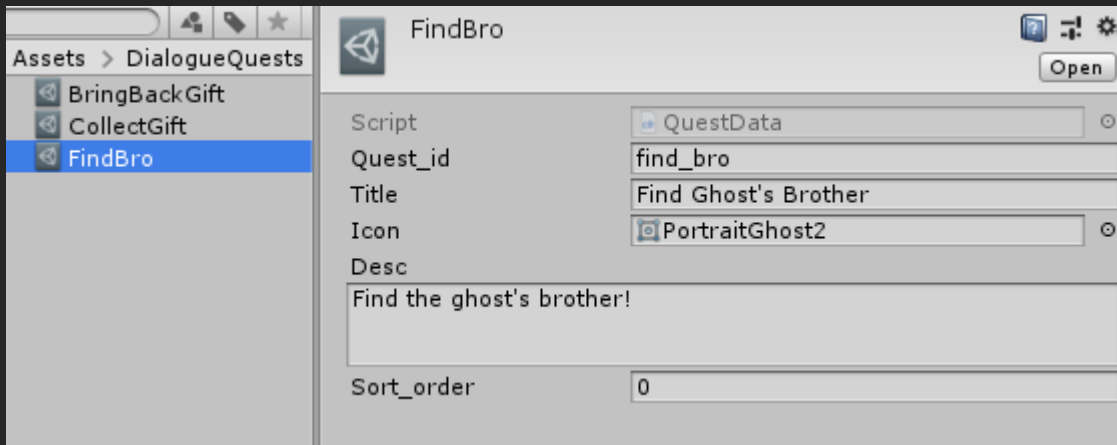 FindBro
Open
Assets > DialogueQuests
BringBackGift
CollectGift
FindBro
Script QuestData
Quest_id find_bro
Title Find Ghost's Brother
Icon PortraitGhost2
Desc
Find the ghost's brother!
Sort_order 0